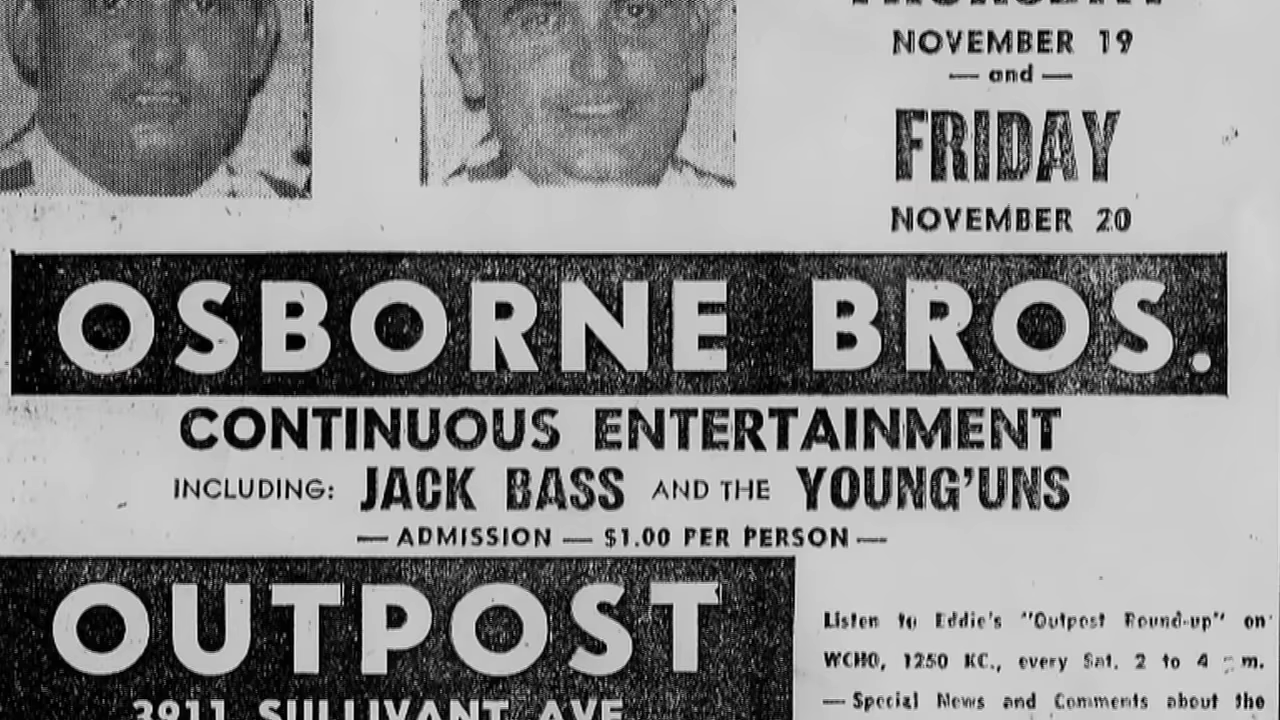 THURSDAY
NOVEMBER 19
— and —
FRIDAY
NOVEMBER 20
OSBORNE BROS.
CONTINUOUS ENTERTAINMENT
INCLUDING: JACK BASS AND THE YOUNG'UNS
— ADMISSION — $1.00 PER PERSON —
OUTPOST
3911 SULLIVANT AVE
Listen to Eddie's "Outpost Round-up" on
WCHO, 1250 KC., every Sat. 2 to 4 m.
— Special News and Comments about the